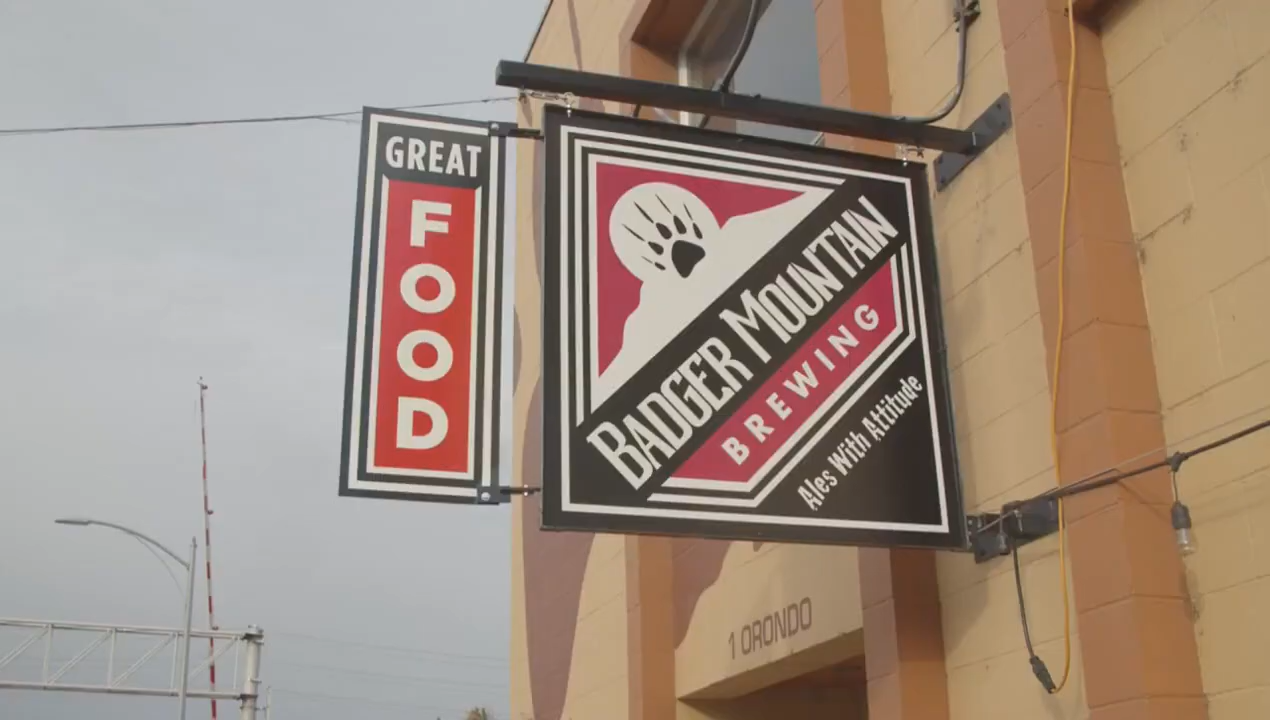 GREAT
FOOD
BADGER MOUNTAIN
BREWING
Ales With Attitude
1 ORONDO